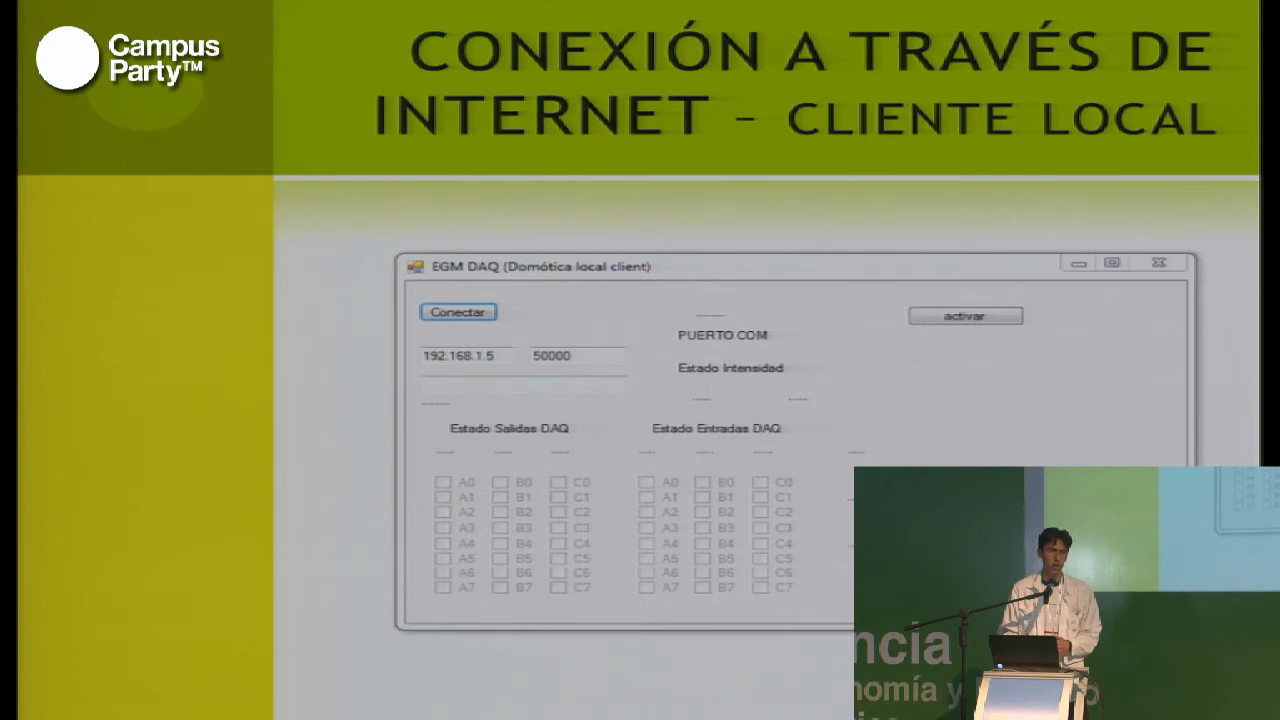 Campus
Party™
CONEXIÓN A TRAVÉS DE
INTERNET - CLIENTE LOCAL
EGM DAQ (Domótica local client)
Conectar
activar
PUERTO COM
192.168.1.5 50000
Estado Intensidad
Estado Salidas DAQ Estado Entradas DAQ
A0 B0 C0 A0 B0 C0
A1 B1 C1 A1 B1 C1
A2 B2 C2 A2 B2 C2
A3 B3 C3 A3 B3 C3
A4 B4 C4 A4 B4 C4
A5 B5 C5 A5 B5 C5
A6 B6 C6 A6 B6 C6
A7 B7 C7 A7 B7 C7
ncia
nomía y